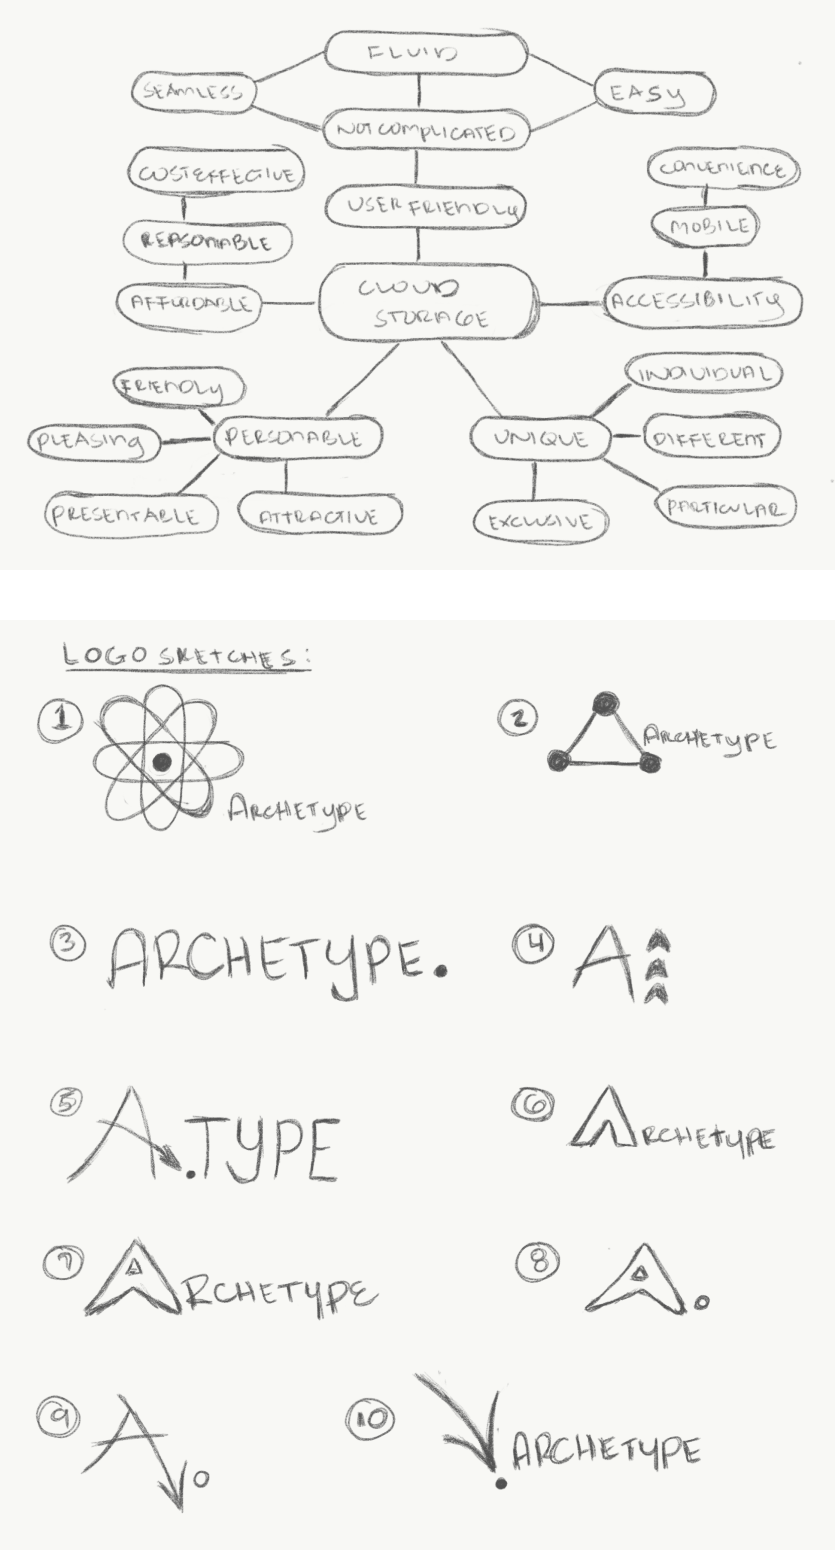 FLUID
SEAMLESS
EASY
NOT COMPLICATED
COSTEFFECTIVE
CONVENIENCE
USER FRIENDLY
REASONABLE
MOBILE
CLOUD
STORAGE
AFFORDABLE
ACCESSIBILITY
FRIENDLY
INDIVIDUAL
PLEASING
PERSONABLE
UNIQUE
DIFFERENT
PRESENTABLE
ATTRACTIVE
EXCLUSIVE
PARTICULAR
LOGO SKETCHES:
1
ARCHETYPE
2
ARCHETYPE
3
ARCHETYPE.
4
A
5
A.TYPE
6
ARCHETYPE
7
ARCHETYPE
8
A.
9
A
10
ARCHETYPE